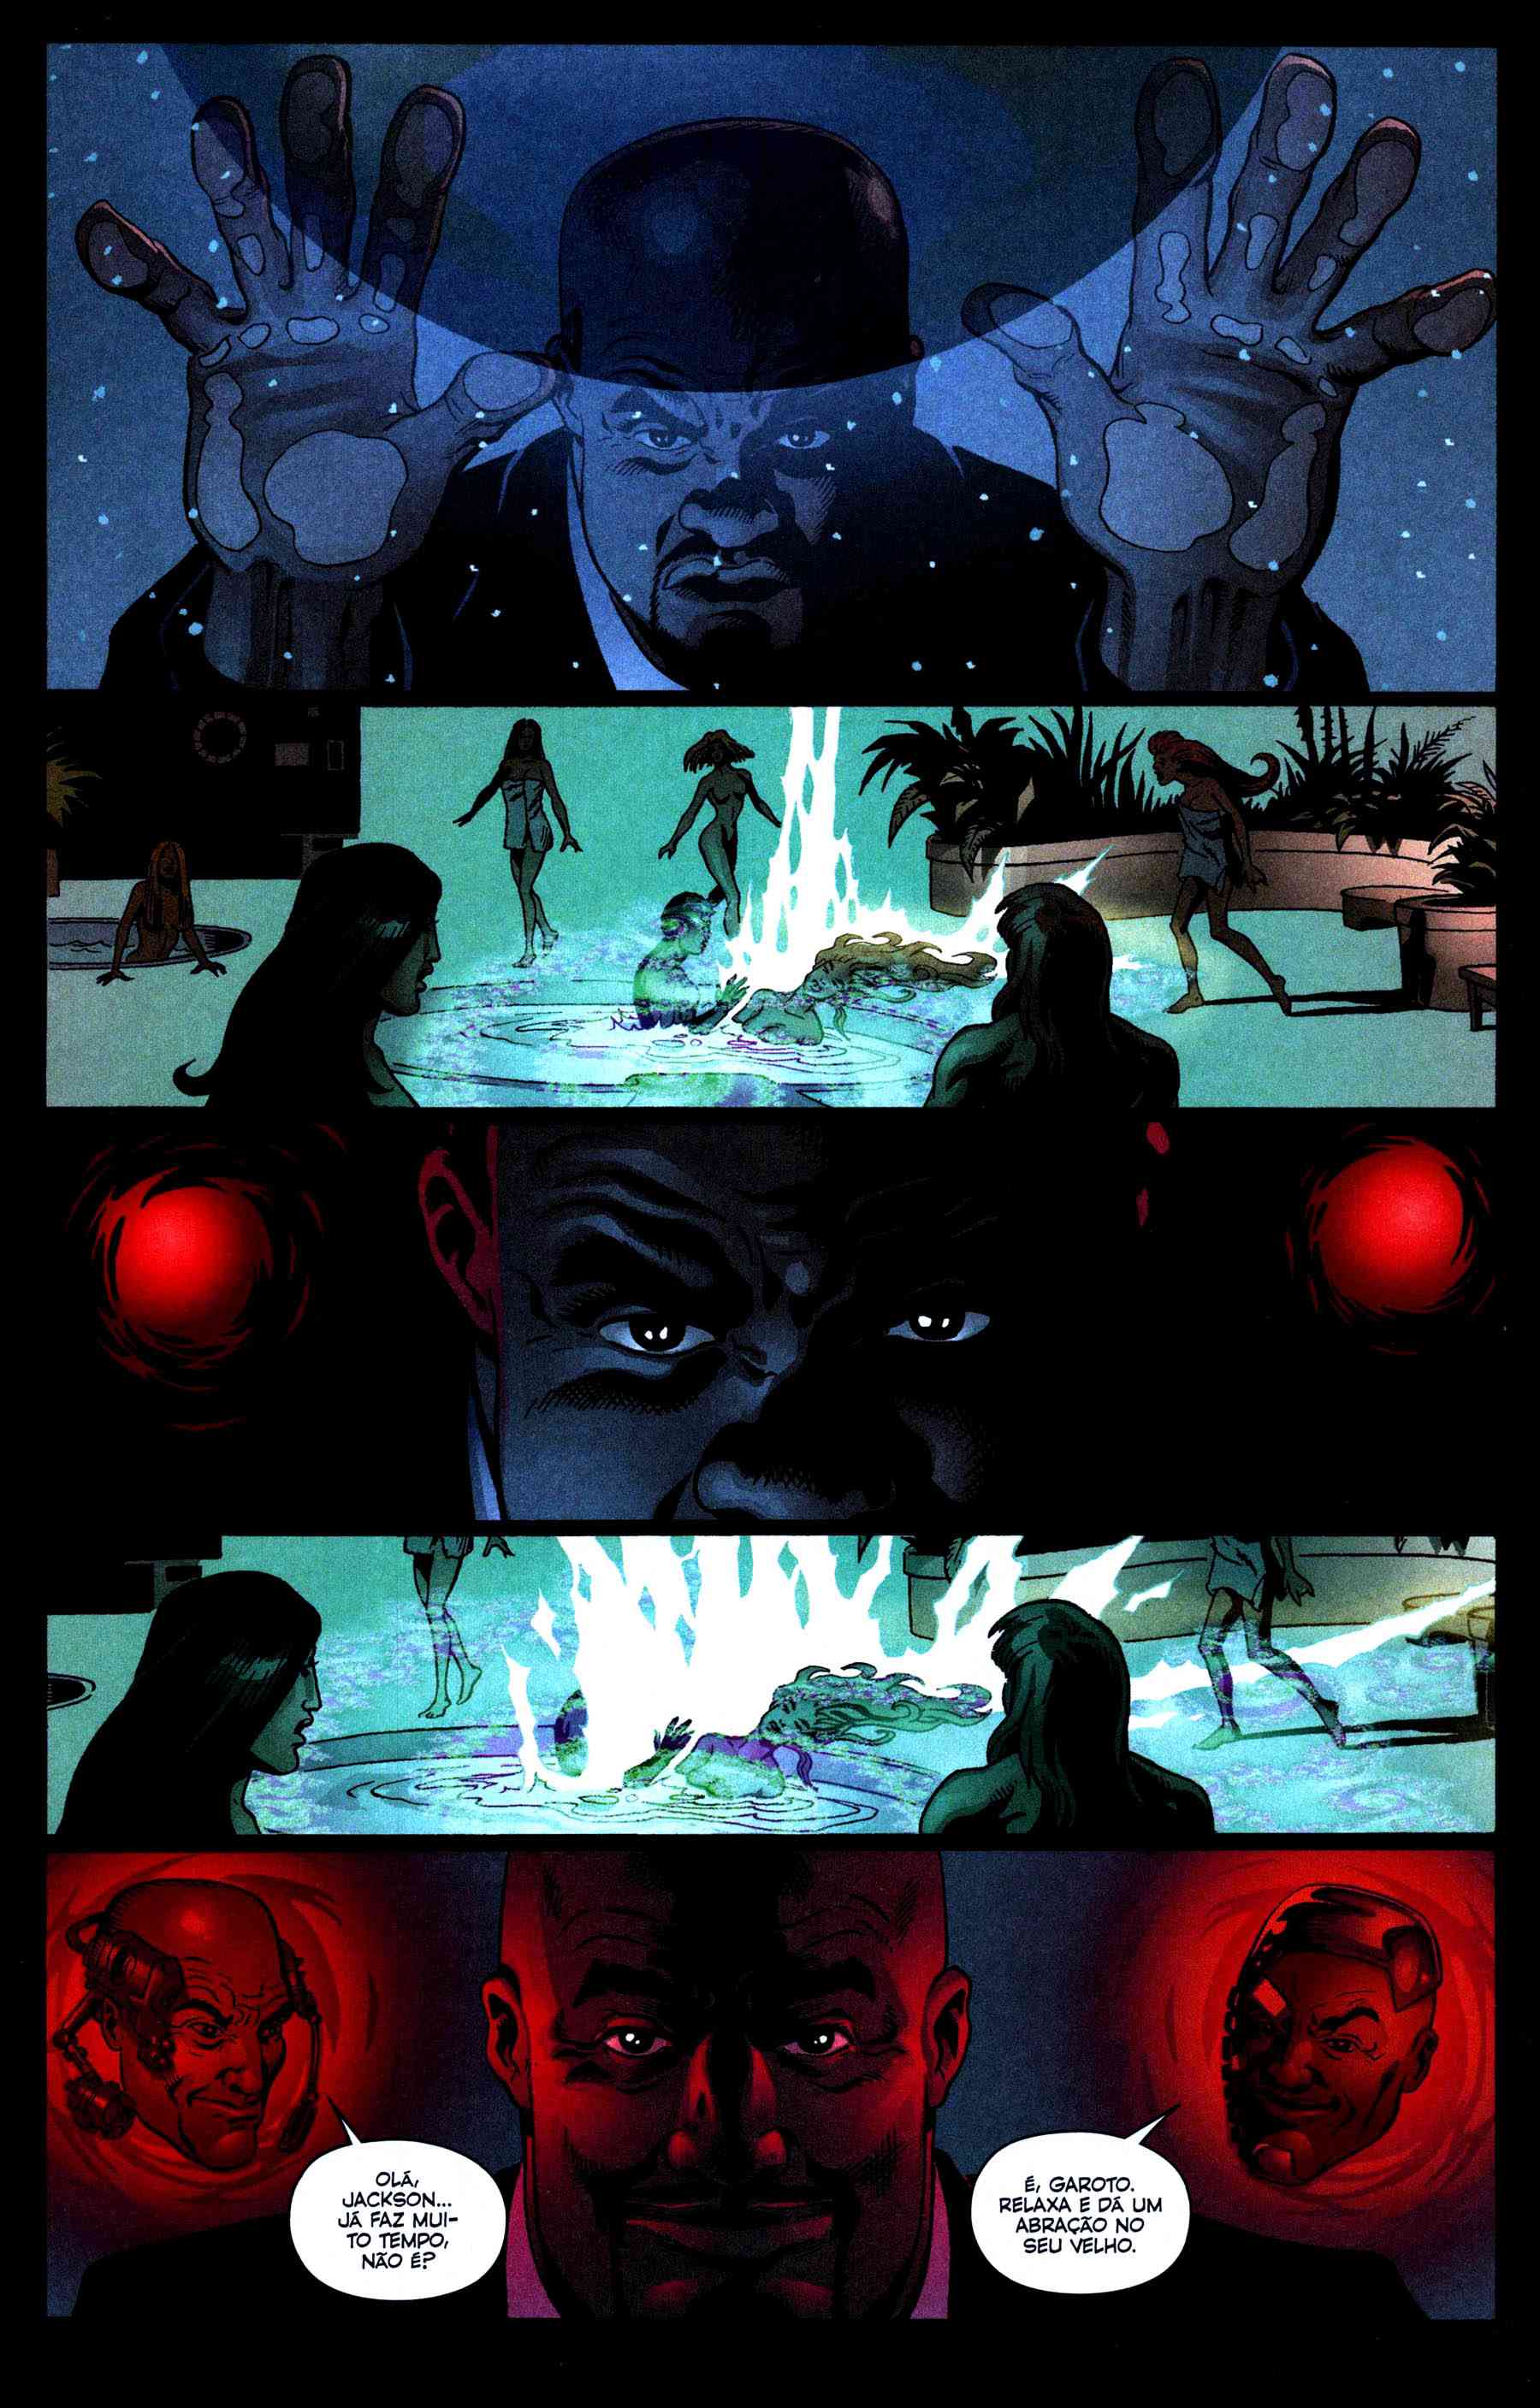 OLÁ,
JACKSON...
JÁ FAZ MUI-
TO TEMPO,
NÃO É?
É, GAROTO.
RELAXA E DÁ UM
ABRAÇÃO NO
SEU VELHO.